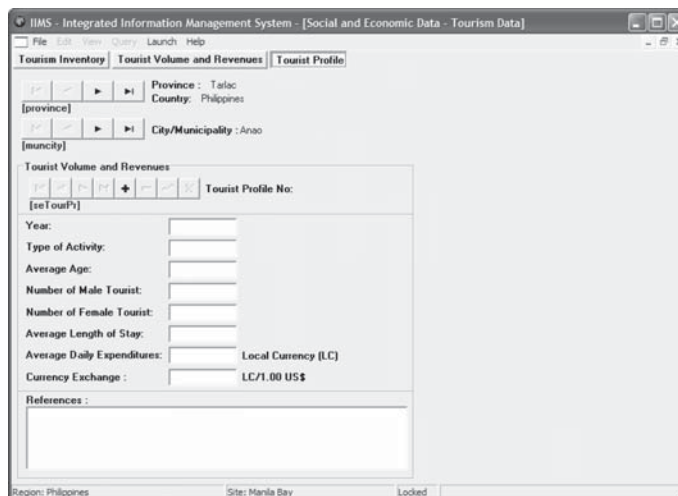 IIMS - Integrated Information Management System - [Social and Economic Data - Tourism Data]
File Edit View Query Launch Help
Tourism Inventory Tourist Volume and Revenues Tourist Profile
Province : Tarlac
Country: Philippines
[province]
City/Municipality : Anao
[muncity]
Tourist Volume and Revenues
Tourist Profile No:
[seTourPr]
Year:
Type of Activity:
Average Age:
Number of Male Tourist:
Number of Female Tourist:
Average Length of Stay:
Average Daily Expenditures: Local Currency (LC)
Currency Exchange : LC/1.00 US$
References :
Region: Philippines Site: Manila Bay Locked